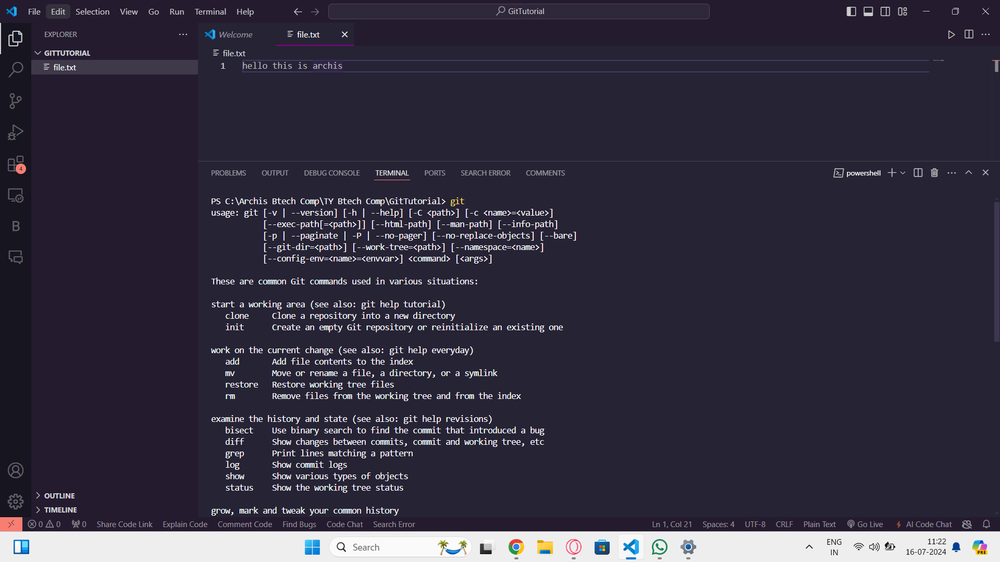 File Edit Selection View Go Run Terminal Help
GitTutorial
EXPLORER
Welcome
file.txt
GITTUTORIAL
file.txt
file.txt
1 hello this is archis
4
B
PROBLEMS OUTPUT DEBUG CONSOLE TERMINAL PORTS SEARCH ERROR COMMENTS
powershell
PS C:\Archis Btech Comp\TY Btech Comp\GitTutorial> git
usage: git [-v | --version] [-h | --help] [-C <path>] [-c <name>=<value>]
[--exec-path[=<path>]] [--html-path] [--man-path] [--info-path]
[-p | --paginate | -P | --no-pager] [--no-replace-objects] [--bare]
[--git-dir=<path>] [--work-tree=<path>] [--namespace=<name>]
[--config-env=<name>=<envvar>] <command> [<args>]
These are common Git commands used in various situations:
start a working area (see also: git help tutorial)
clone Clone a repository into a new directory
init Create an empty Git repository or reinitialize an existing one
work on the current change (see also: git help everyday)
add Add file contents to the index
mv Move or rename a file, a directory, or a symlink
restore Restore working tree files
rm Remove files from the working tree and from the index
examine the history and state (see also: git help revisions)
bisect Use binary search to find the commit that introduced a bug
diff Show changes between commits, commit and working tree, etc
grep Print lines matching a pattern
log Show commit logs
show Show various types of objects
status Show the working tree status
grow, mark and tweak your common history
OUTLINE
TIMELINE
0 0 0 Share Code Link Explain Code Comment Code Find Bugs Code Chat Search Error
Ln 1, Col 21 Spaces: 4 UTF-8 CRLF Plain Text Go Live AI Code Chat
Search
ENG
IN
11:22
16-07-2024
PRE